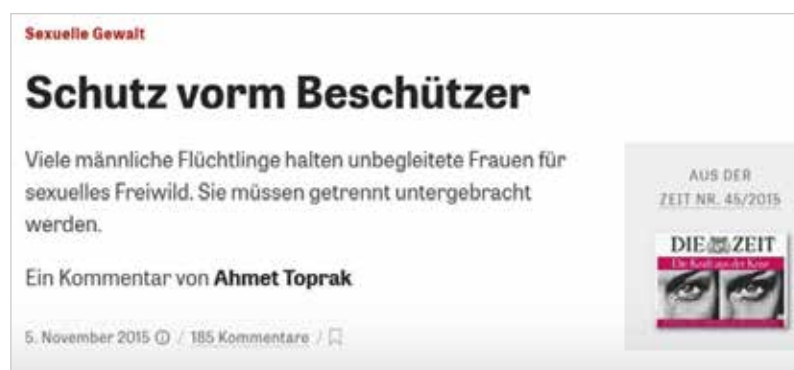 Sexuelle Gewalt
Schutz vorm Beschützer
Viele männliche Flüchtlinge halten unbegleitete Frauen für
sexuelles Freiwild. Sie müssen getrennt untergebracht
werden.
Ein Kommentar von Ahmet Toprak
5. November 2015 / 185 Kommentare /
AUS DER
ZEIT NR. 45/2015
DIE ZEIT